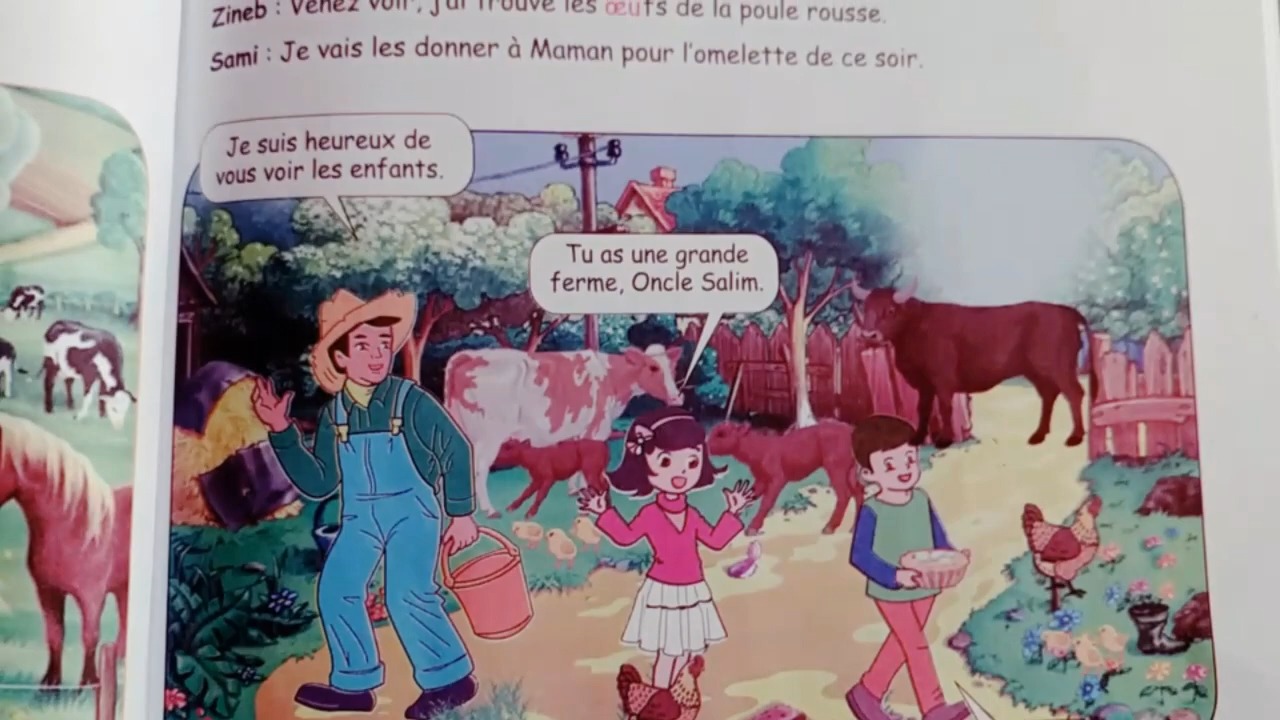 Zineb : Venez voir, j'ai trouvé les œufs de la poule rousse.
Sami : Je vais les donner à Maman pour l'omelette de ce soir.
Je suis heureux de
vous voir les enfants.
Tu as une grande
ferme, Oncle Salim.